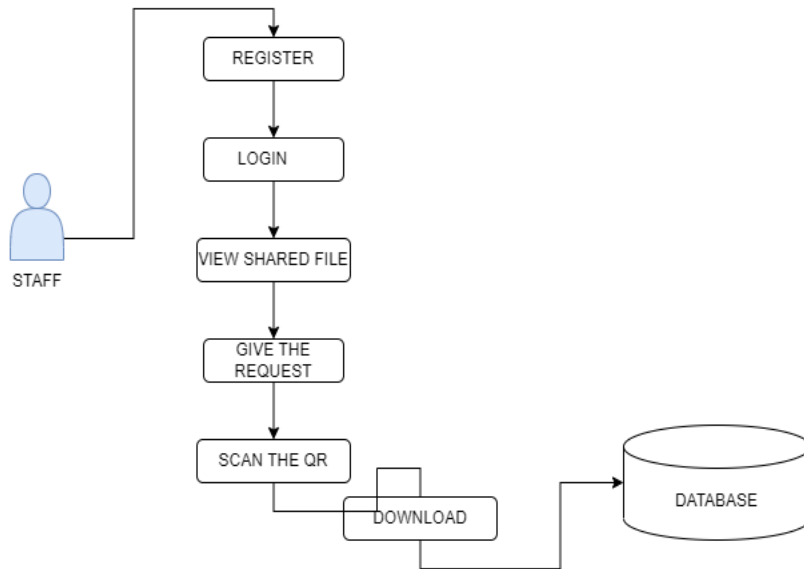 REGISTER
LOGIN
VIEW SHARED FILE
STAFF
GIVE THE
REQUEST
SCAN THE QR
DOWNLOAD
DATABASE